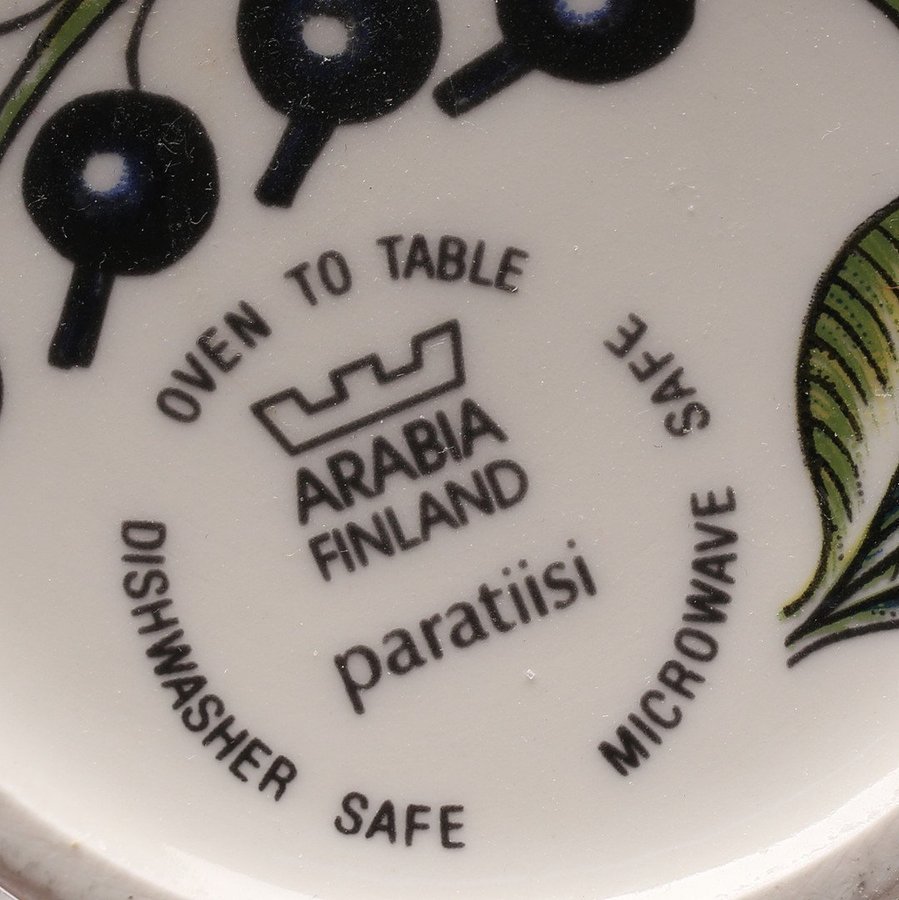 OVEN TO TABLE
ARABIA
FINLAND
paratiisi
DISHWASHER SAFE
MICROWAVE SAFE